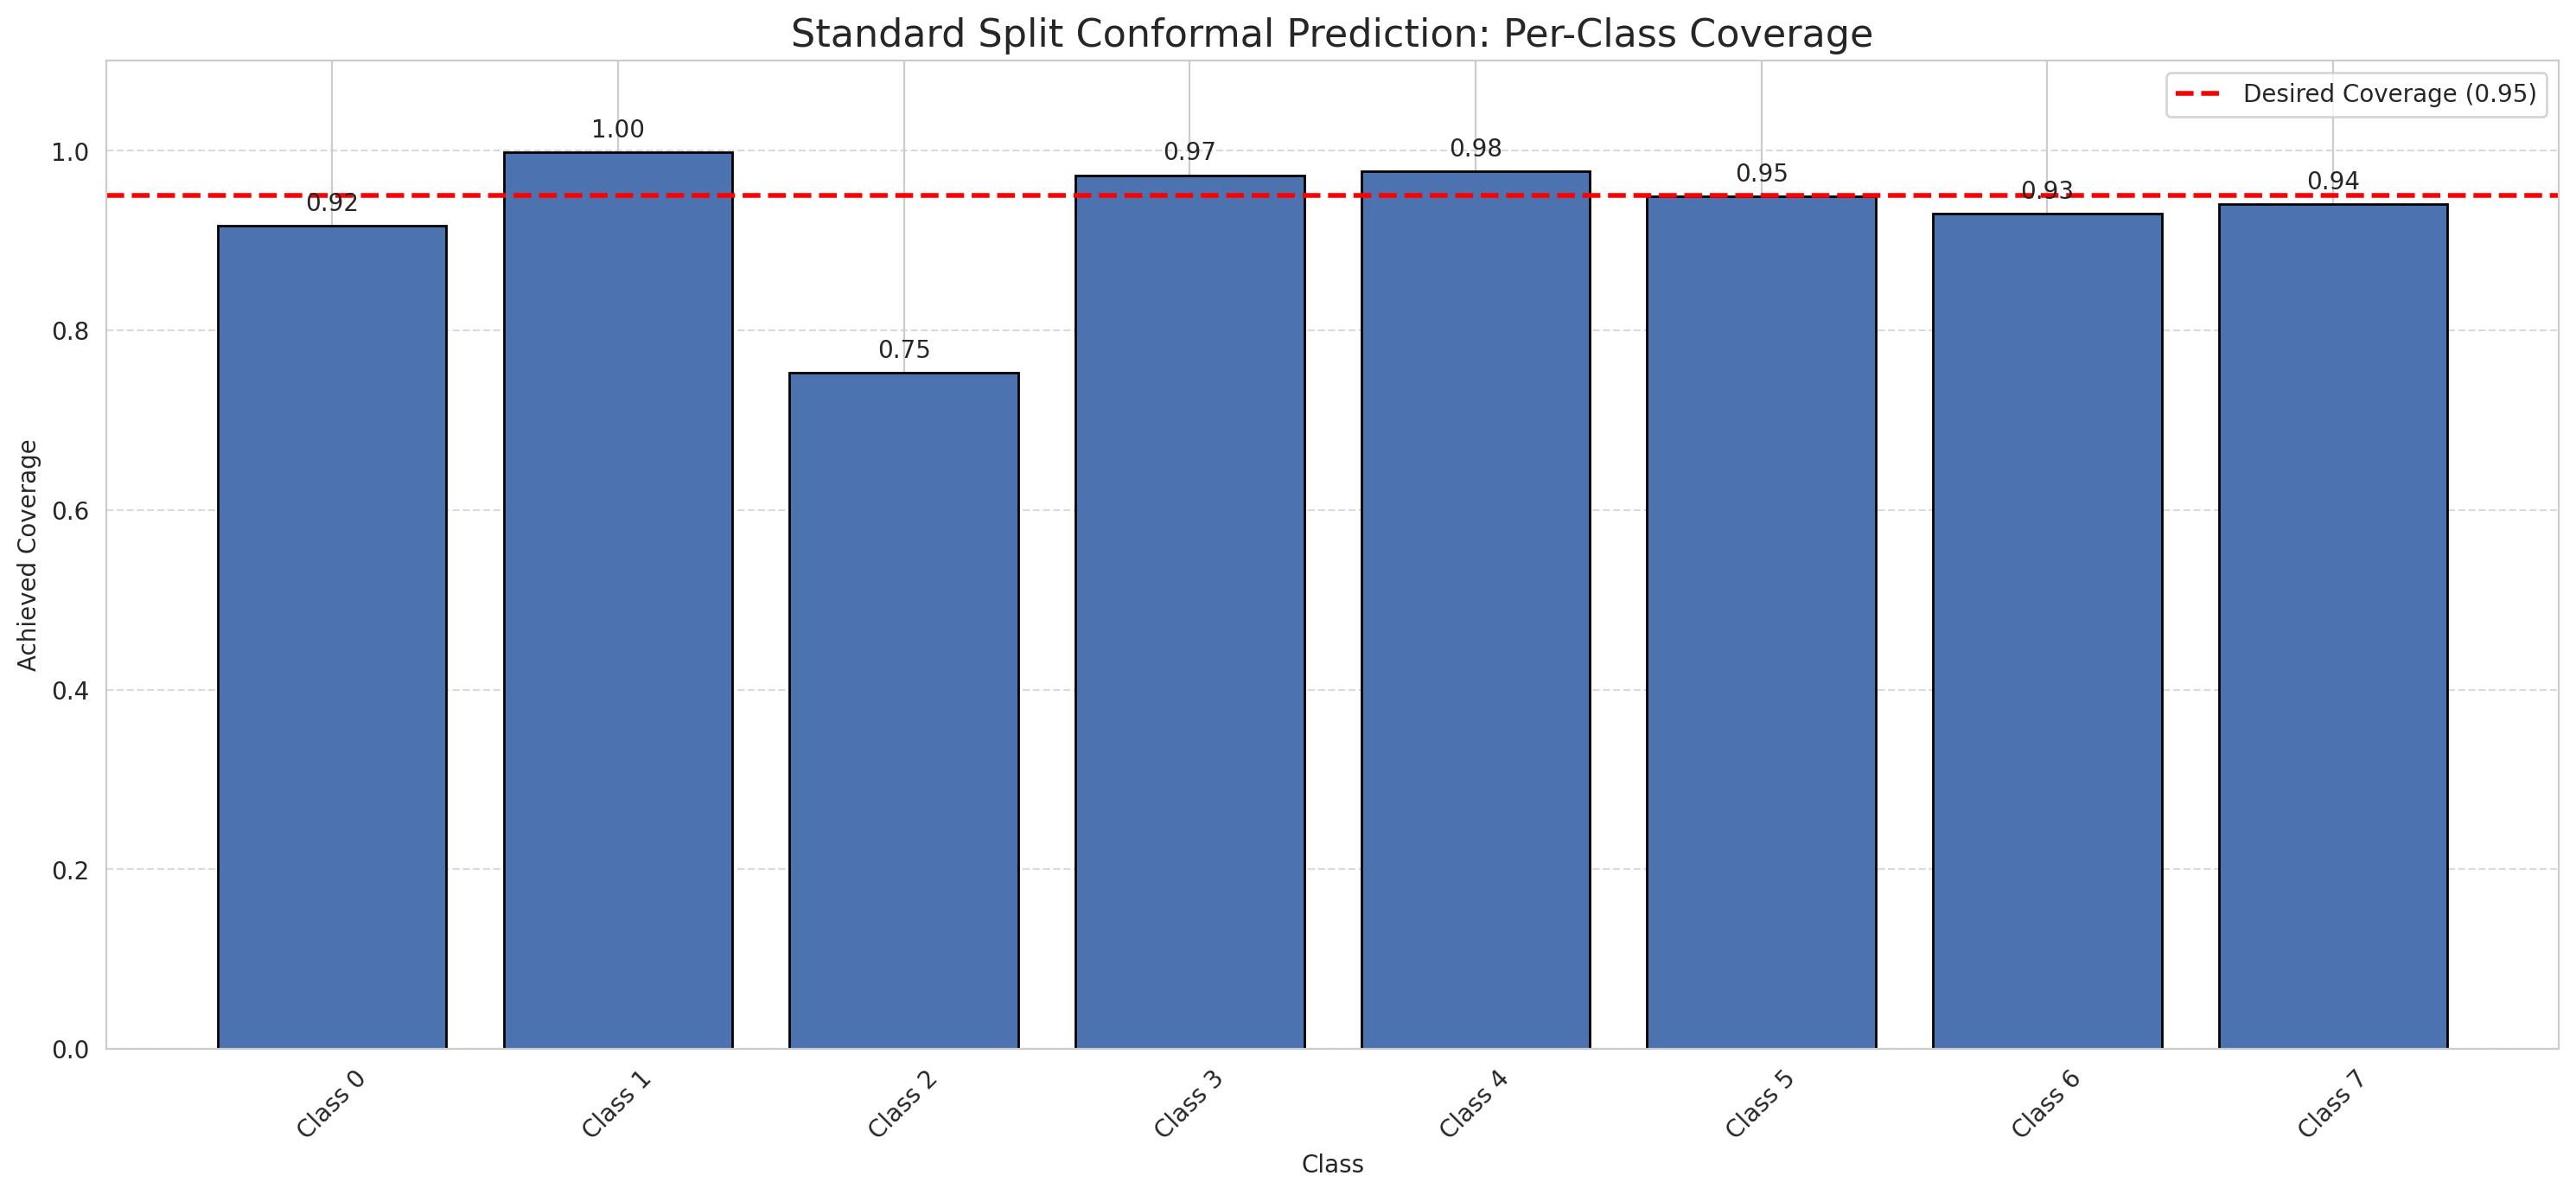 Standard Split Conformal Prediction: Per-Class Coverage
Desired Coverage (0.95)
Achieved Coverage
1.0
0.8
0.6
0.4
0.2
0.0
0.92
1.00
0.75
0.97
0.98
0.95
0.93
0.94
Class 0
Class 1
Class 2
Class 3
Class 4
Class 5
Class 6
Class 7
Class